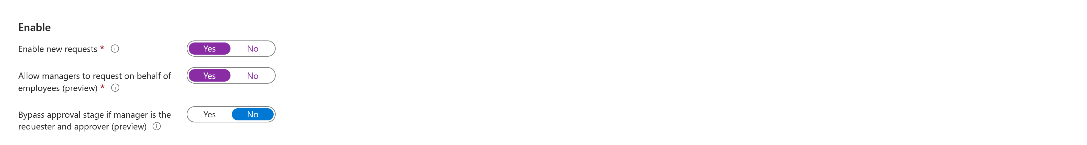 Enable
Enable new requests *
Yes No
Allow managers to request on behalf of
employees (preview) *
Yes No
Bypass approval stage if manager is the
requester and approver (preview)
Yes No